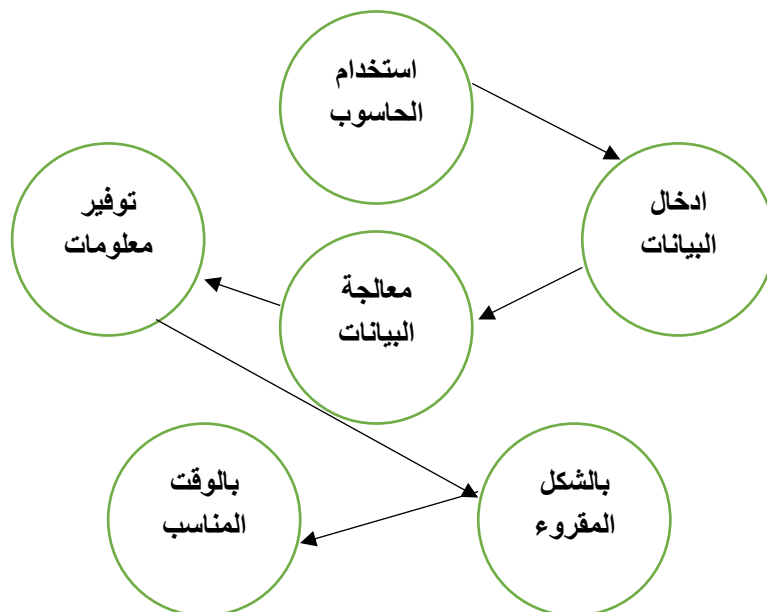 استخدام
الحاسوب
ادخال
البيانات
توفير
معلومات
معالجة
البيانات
بالشكل
المقروء
بالوقت
المناسب